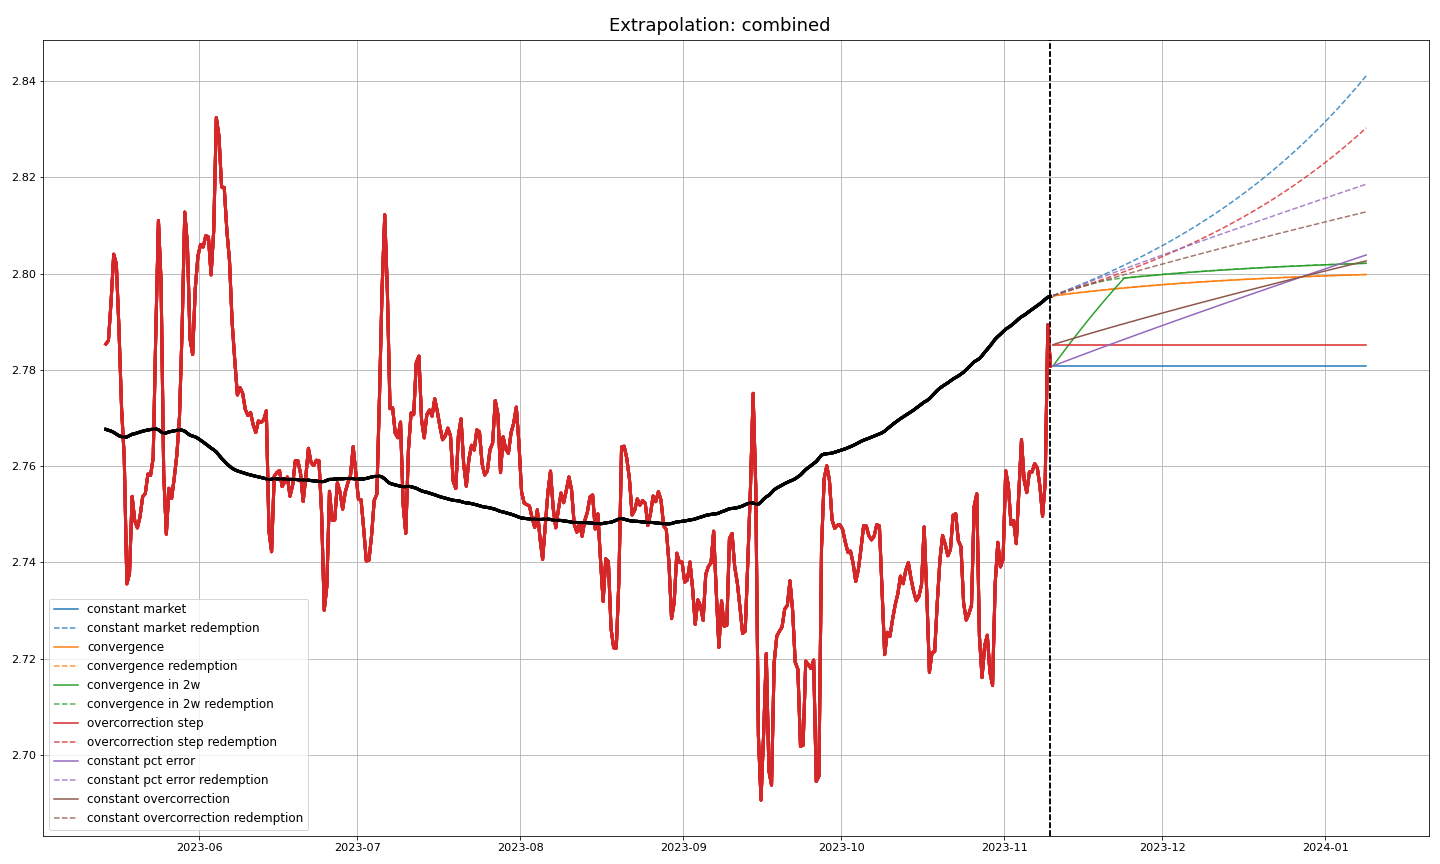 Extrapolation: combined
2.84
2.82
2.80
2.78
2.76
2.74
2.72
2.70
constant market
constant market redemption
convergence
convergence redemption
convergence in 2w
convergence in 2w redemption
overcorrection step
overcorrection step redemption
constant pct error
constant pct error redemption
constant overcorrection
constant overcorrection redemption
2023-06 2023-07 2023-08 2023-09 2023-10 2023-11 2023-12 2024-01